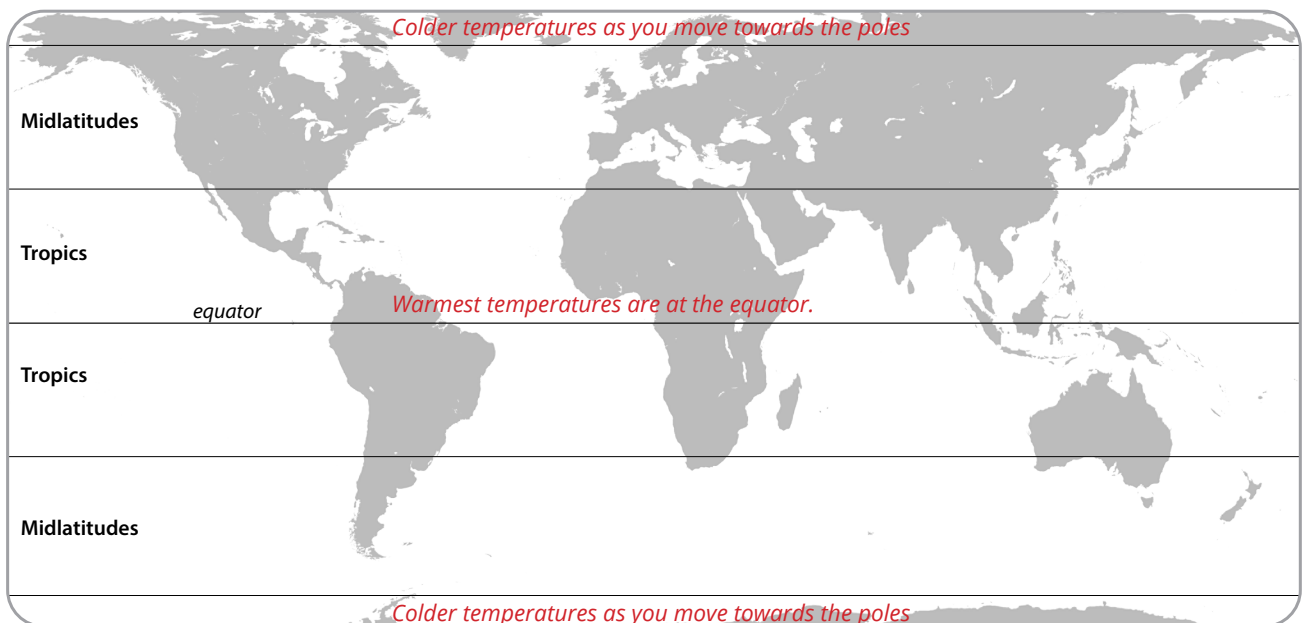 Colder temperatures as you move towards the poles
Midlatitudes
Tropics
equator
Warmest temperatures are at the equator.
Tropics
Midlatitudes
Colder temperatures as you move towards the poles